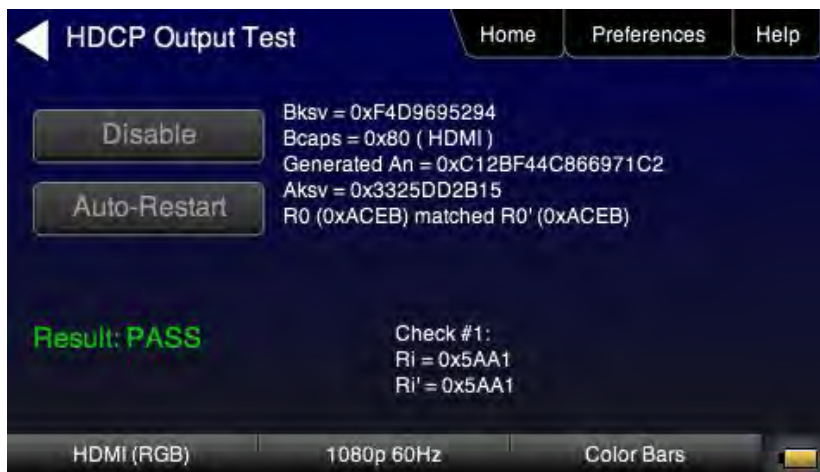 HDCP Output Test
Home
Preferences
Help
Disable
Auto-Restart
Bksv = 0xF4D9695294
Bcaps = 0x80 ( HDMI )
Generated An = 0xC12BF44C866971C2
Aksv = 0x3325DD2B15
R0 (0xACEB) matched R0' (0xACEB)
Result: PASS
Check #1:
Ri = 0x5AA1
Ri' = 0x5AA1
HDMI (RGB)
1080p 60Hz
Color Bars